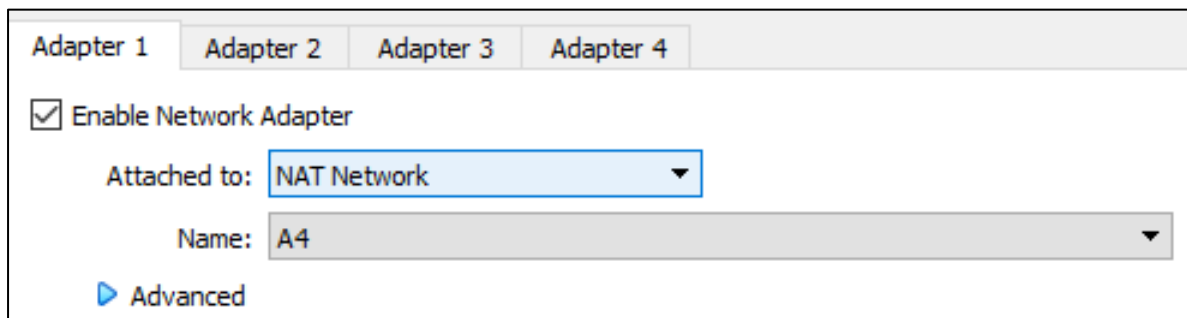 Adapter 1 Adapter 2 Adapter 3 Adapter 4
Enable Network Adapter
Attached to: NAT Network
Name: A4
Advanced